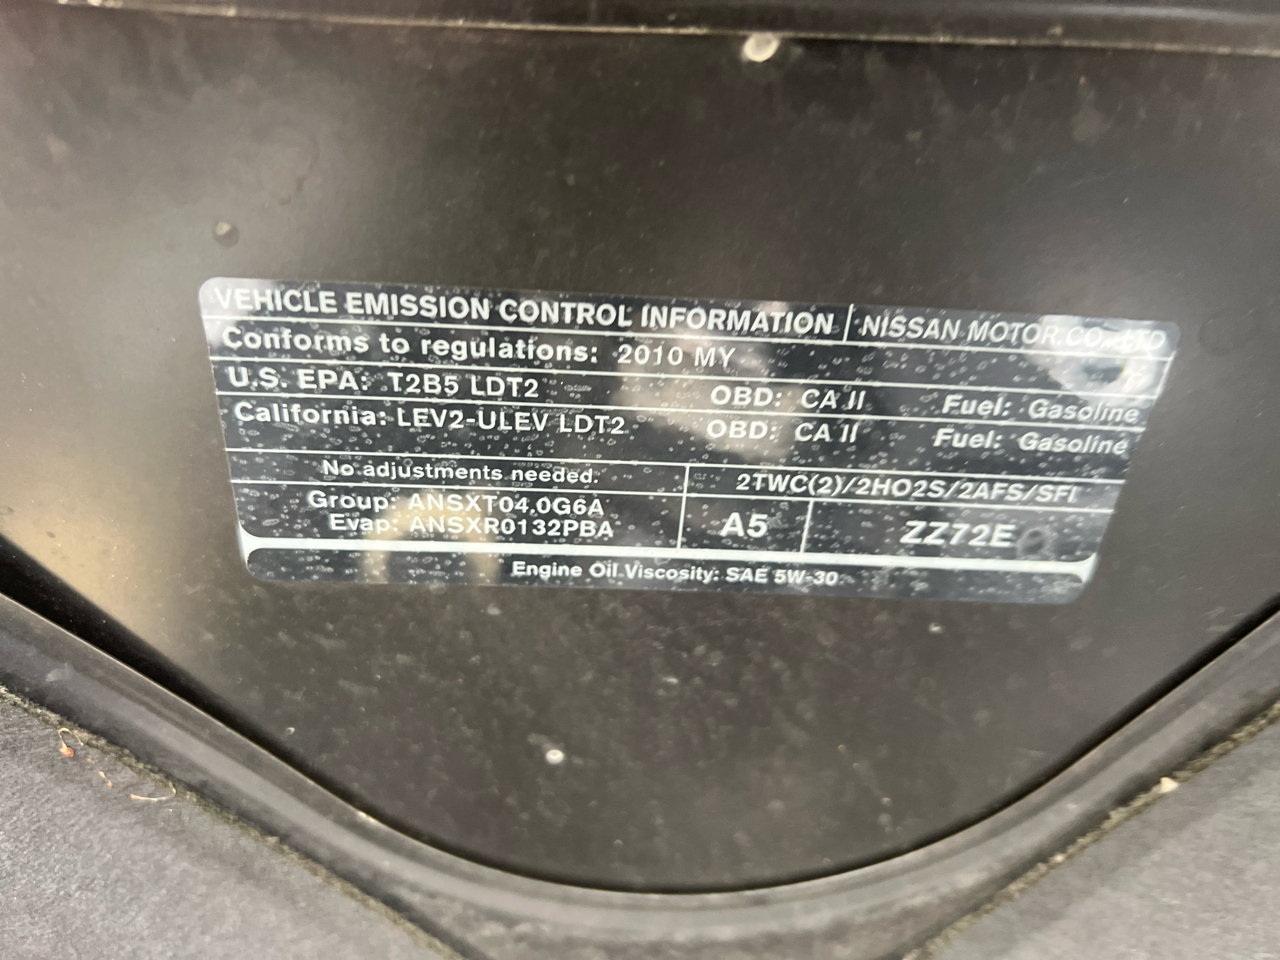 VEHICLE EMISSION CONTROL INFORMATION NISSAN MOTOR CO., LTD
Conforms to regulations: 2010 MY
U.S. EPA: T2B5 LDT2 OBD: CA II Fuel: Gasoline
California: LEV2-ULEV LDT2 OBD: CA II Fuel: Gasoline
No adjustments needed. 2TWC(2)/2HO2S/2AFS/SFI
Group: ANSXT04.0G6A
Evap: ANSXR0132PBA A5 ZZ72E
Engine Oil Viscosity: SAE 5W-30